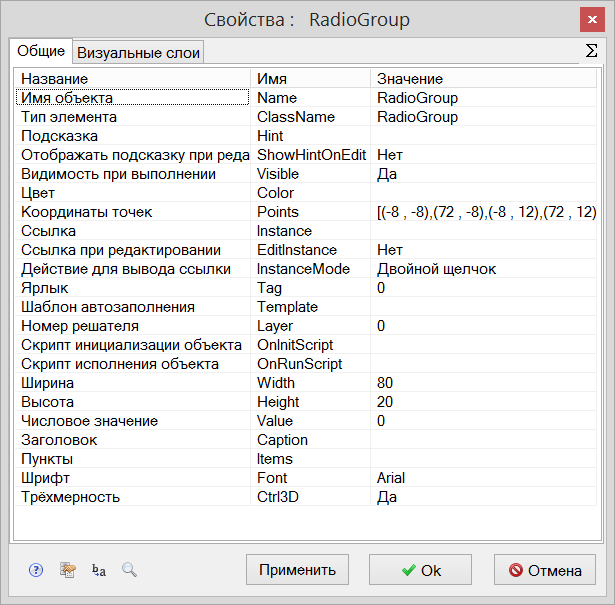 Свойства : RadioGroup
Общие Визуальные слои Σ
Название Имя Значение
Имя объекта Name RadioGroup
Тип элемента ClassName RadioGroup
Подсказка Hint
Отображать подсказку при реда ShowHintOnEdit Нет
Видимость при выполнении Visible Да
Цвет Color
Координаты точек Points [(-8 , -8),(72 , -8),(-8 , 12),(72 , 12)
Ссылка Instance
Ссылка при редактировании EditInstance Нет
Действие для вывода ссылки InstanceMode Двойной щелчок
Ярлык Tag 0
Шаблон автозаполнения Template
Номер решателя Layer 0
Скрипт инициализации объекта OnInitScript
Скрипт исполнения объекта OnRunScript
Ширина Width 80
Высота Height 20
Числовое значение Value 0
Заголовок Caption
Пункты Items
Шрифт Font Arial
Трёхмерность Ctrl3D Да
? ba Применить Ok Отмена